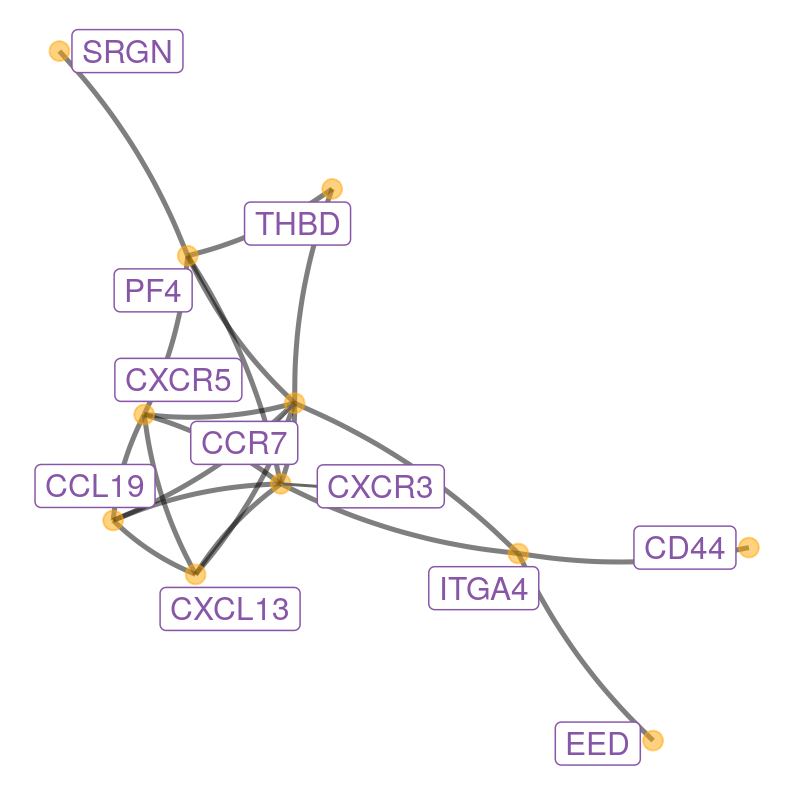 SRGN
THBD
PF4
CXCR5
CCR7
CCL19
CXCR3
CD44
ITGA4
CXCL13
EED